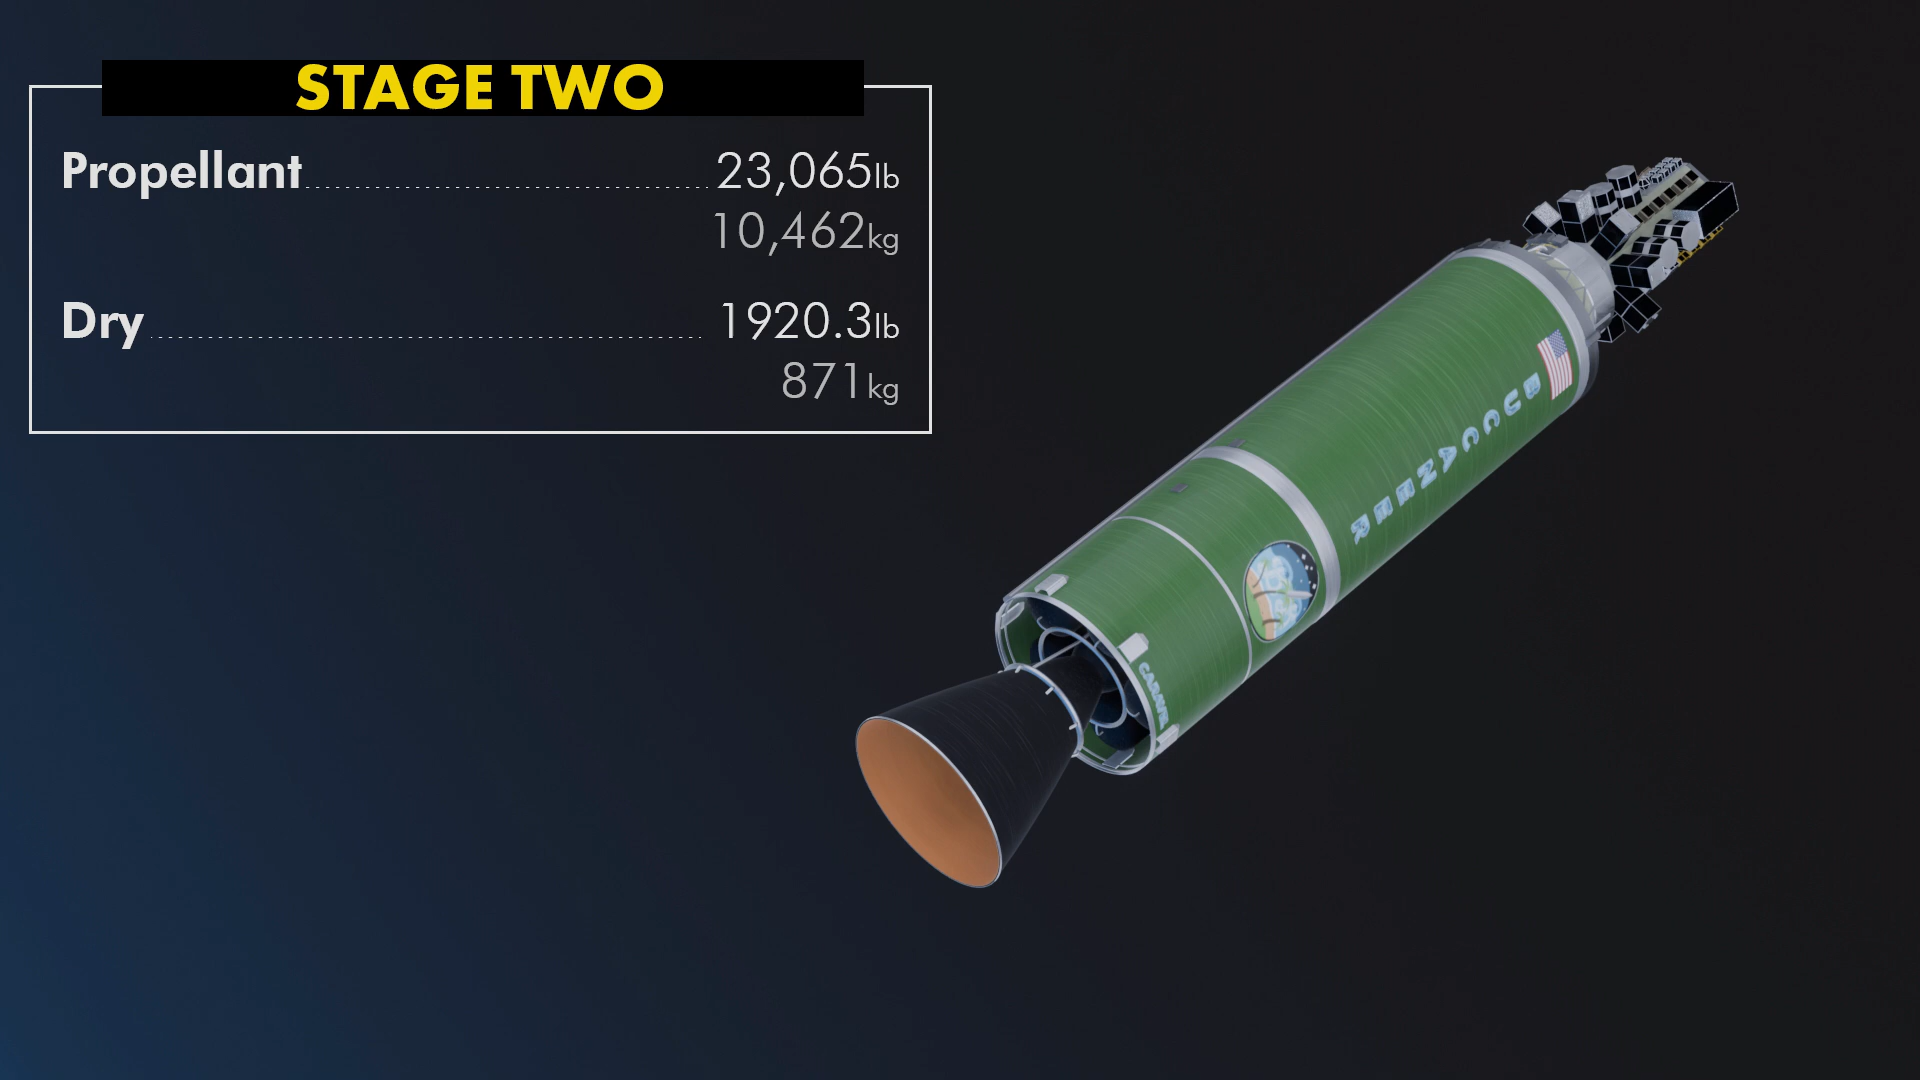 STAGE TWO
Propellant 23,065lb
10,462kg
Dry 1920.3lb
871kg
BUCCANEER